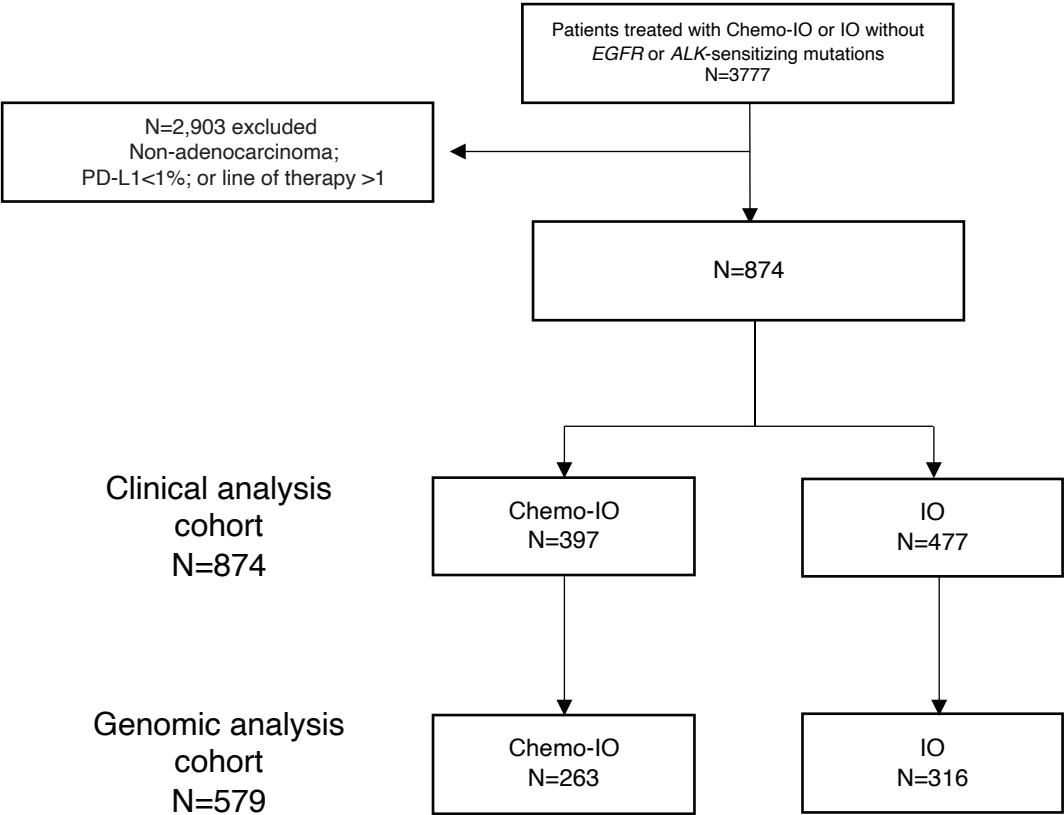 Patients treated with Chemo-IO or IO without
EGFR or ALK-sensitizing mutations
N=3777
N=2,903 excluded
Non-adenocarcinoma;
PD-L1<1%; or line of therapy >1
N=874
Clinical analysis
cohort
N=874
Chemo-IO
N=397
IO
N=477
Genomic analysis
cohort
N=579
Chemo-IO
N=263
IO
N=316